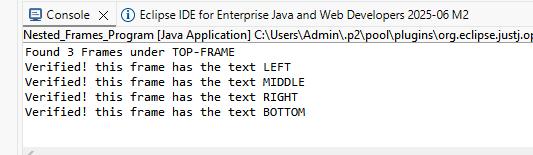 Console
Eclipse IDE for Enterprise Java and Web Developers 2025-06 M2
Nested_Frames_Program [Java Application] C:\Users\Admin\.p2\pool\plugins\org.eclipse.justj.op
Found 3 Frames under TOP-FRAME
Verified! this frame has the text LEFT
Verified! this frame has the text MIDDLE
Verified! this frame has the text RIGHT
Verified! this frame has the text BOTTOM